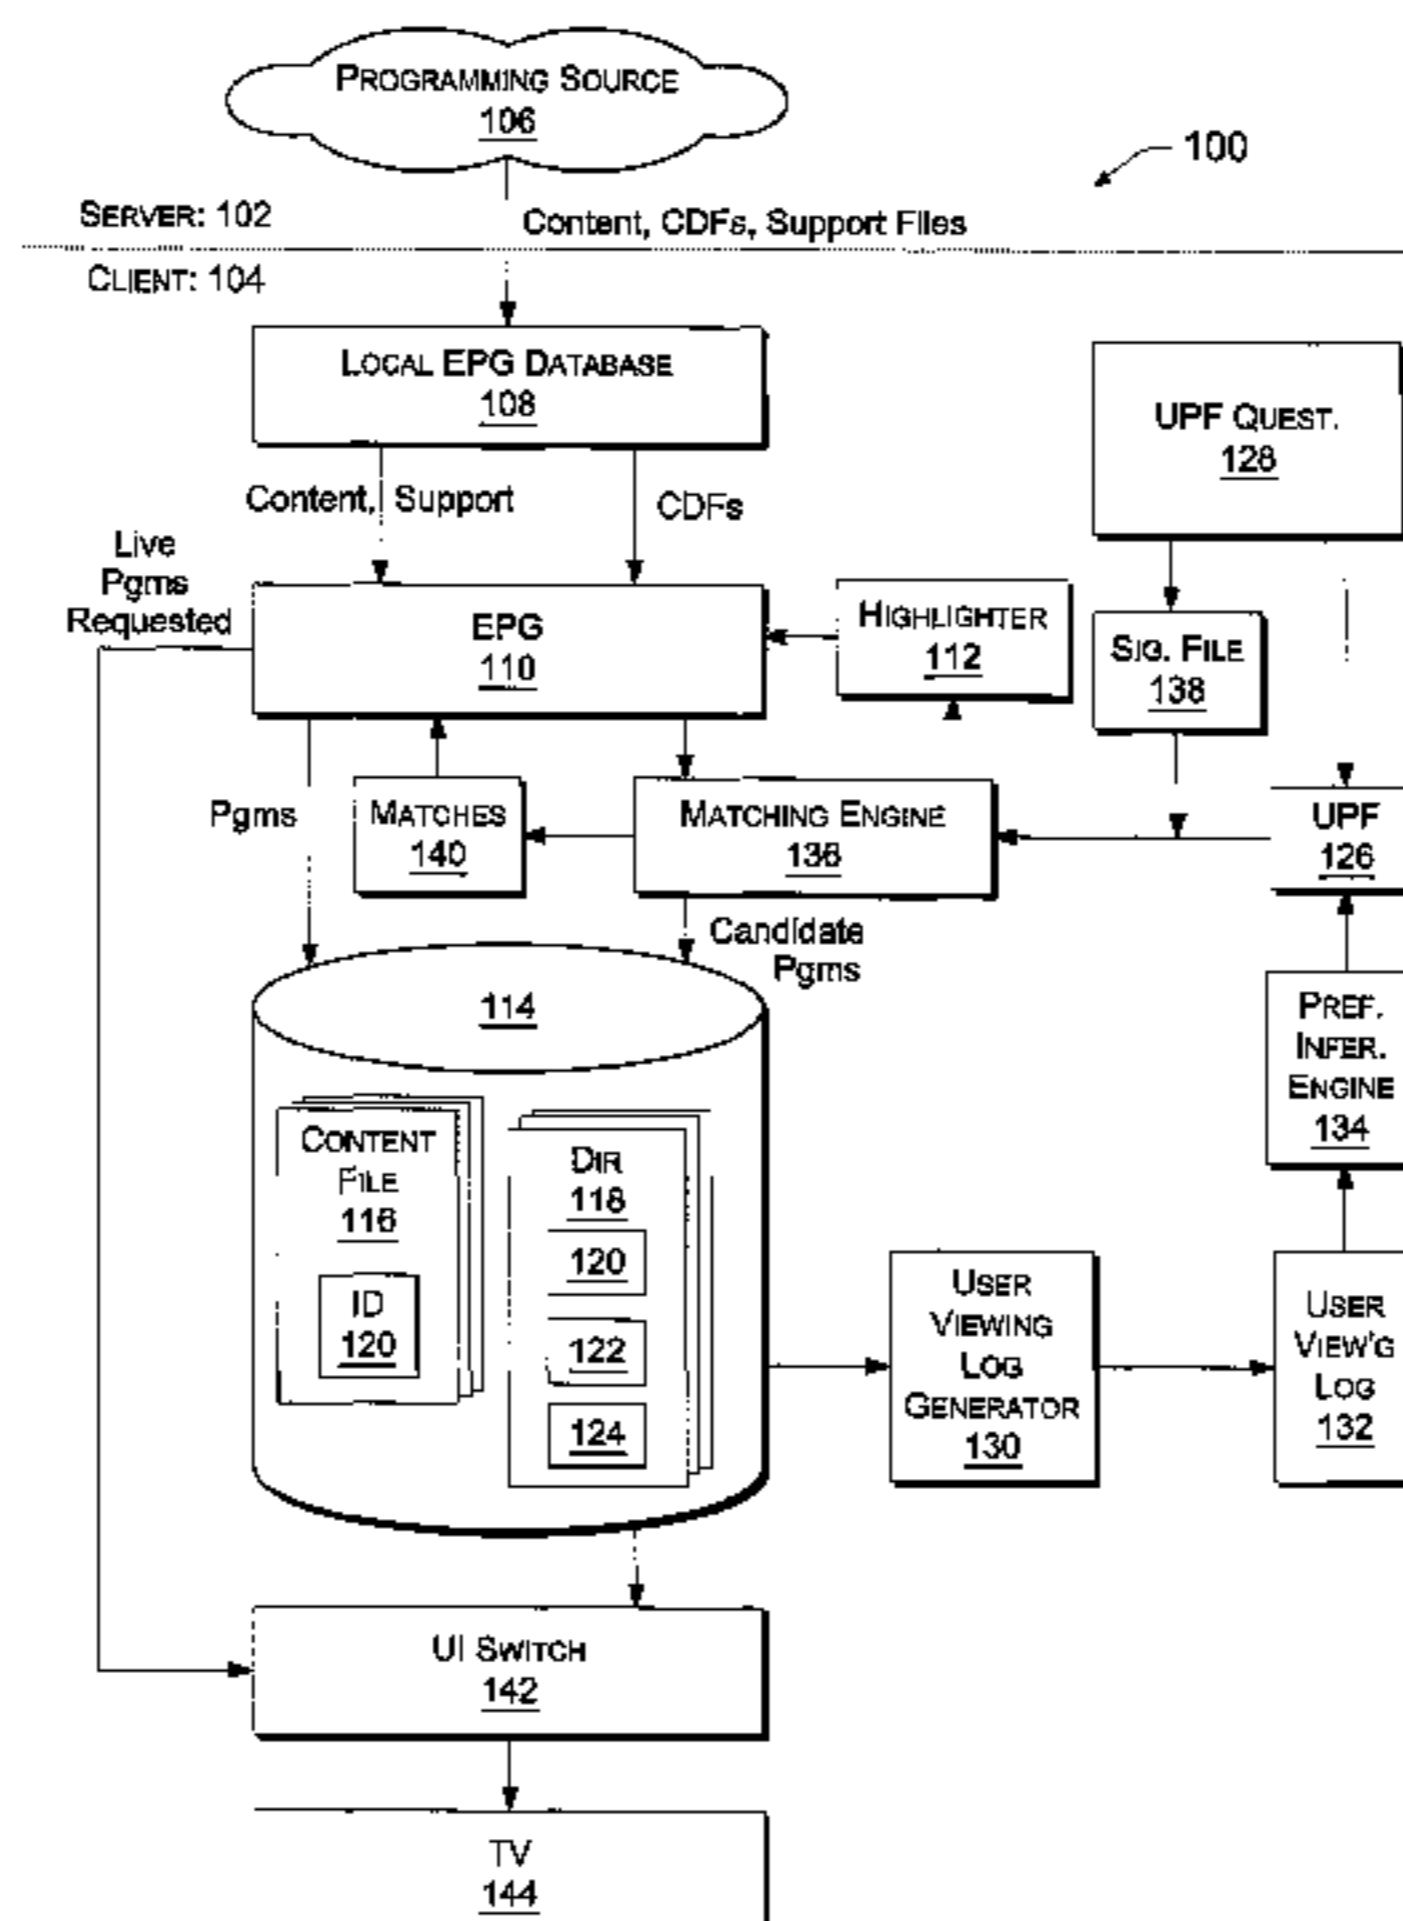 PROGRAMMING SOURCE
106
100
SERVER: 102
Content, CDFs, Support Files
CLIENT: 104
LOCAL EPG DATABASE
108
UPF QUEST.
128
Content, Support
CDFs
Live
Pgms
Requested
EPG
110
HIGHLIGHTER
112
SIG. FILE
138
Pgms
MATCHES
140
MATCHING ENGINE
136
UPF
126
Candidate
Pgms
114
PREF.
INFER.
ENGINE
134
CONTENT
FILE
116
ID
120
DIR
118
120
122
124
USER
VIEWING
LOG
GENERATOR
130
USER
VIEW'G
LOG
132
UI SWITCH
142
TV
144